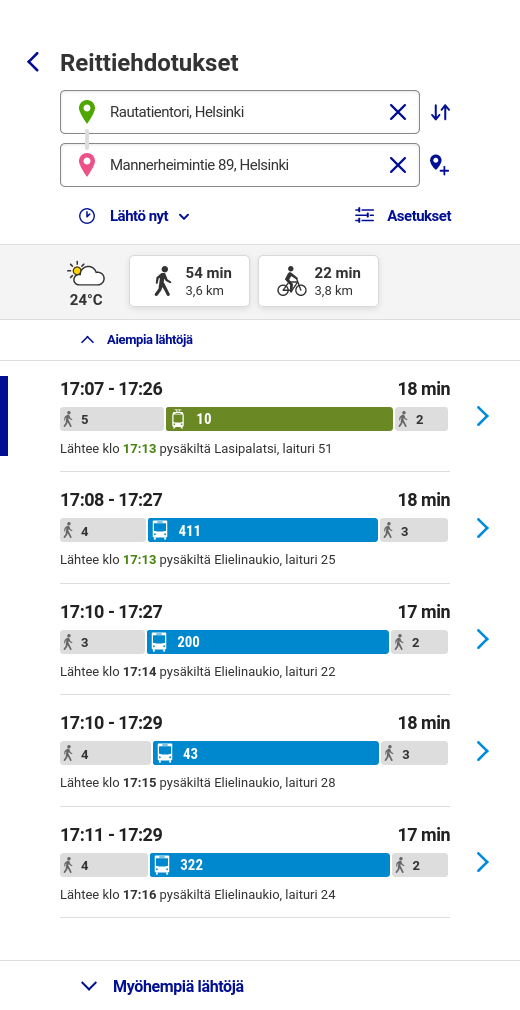 Reittiehdotukset
Rautatientori, Helsinki
Mannerheimintie 89, Helsinki
Lähtö nyt Asetukset
24°C
54 min
3,6 km
22 min
3,8 km
Aiempia lähtöjä
17:07 - 17:26 18 min
5 10 2
Lähtee klo 17:13 pysäkiltä Lasipalatsi, laituri 51
17:08 - 17:27 18 min
4 411 3
Lähtee klo 17:13 pysäkiltä Elielinaukio, laituri 25
17:10 - 17:27 17 min
3 200 2
Lähtee klo 17:14 pysäkiltä Elielinaukio, laituri 22
17:10 - 17:29 18 min
4 43 3
Lähtee klo 17:15 pysäkiltä Elielinaukio, laituri 28
17:11 - 17:29 17 min
4 322 2
Lähtee klo 17:16 pysäkiltä Elielinaukio, laituri 24
Myöhempiä lähtöjä